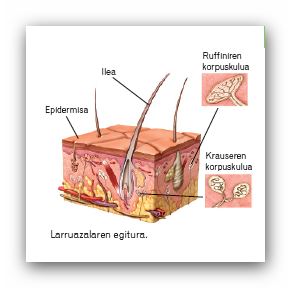 Ruffiniren
korpuskulua
Ilea
Epidermisa
Krauseren
korpuskulua
Larruazalaren egitura.